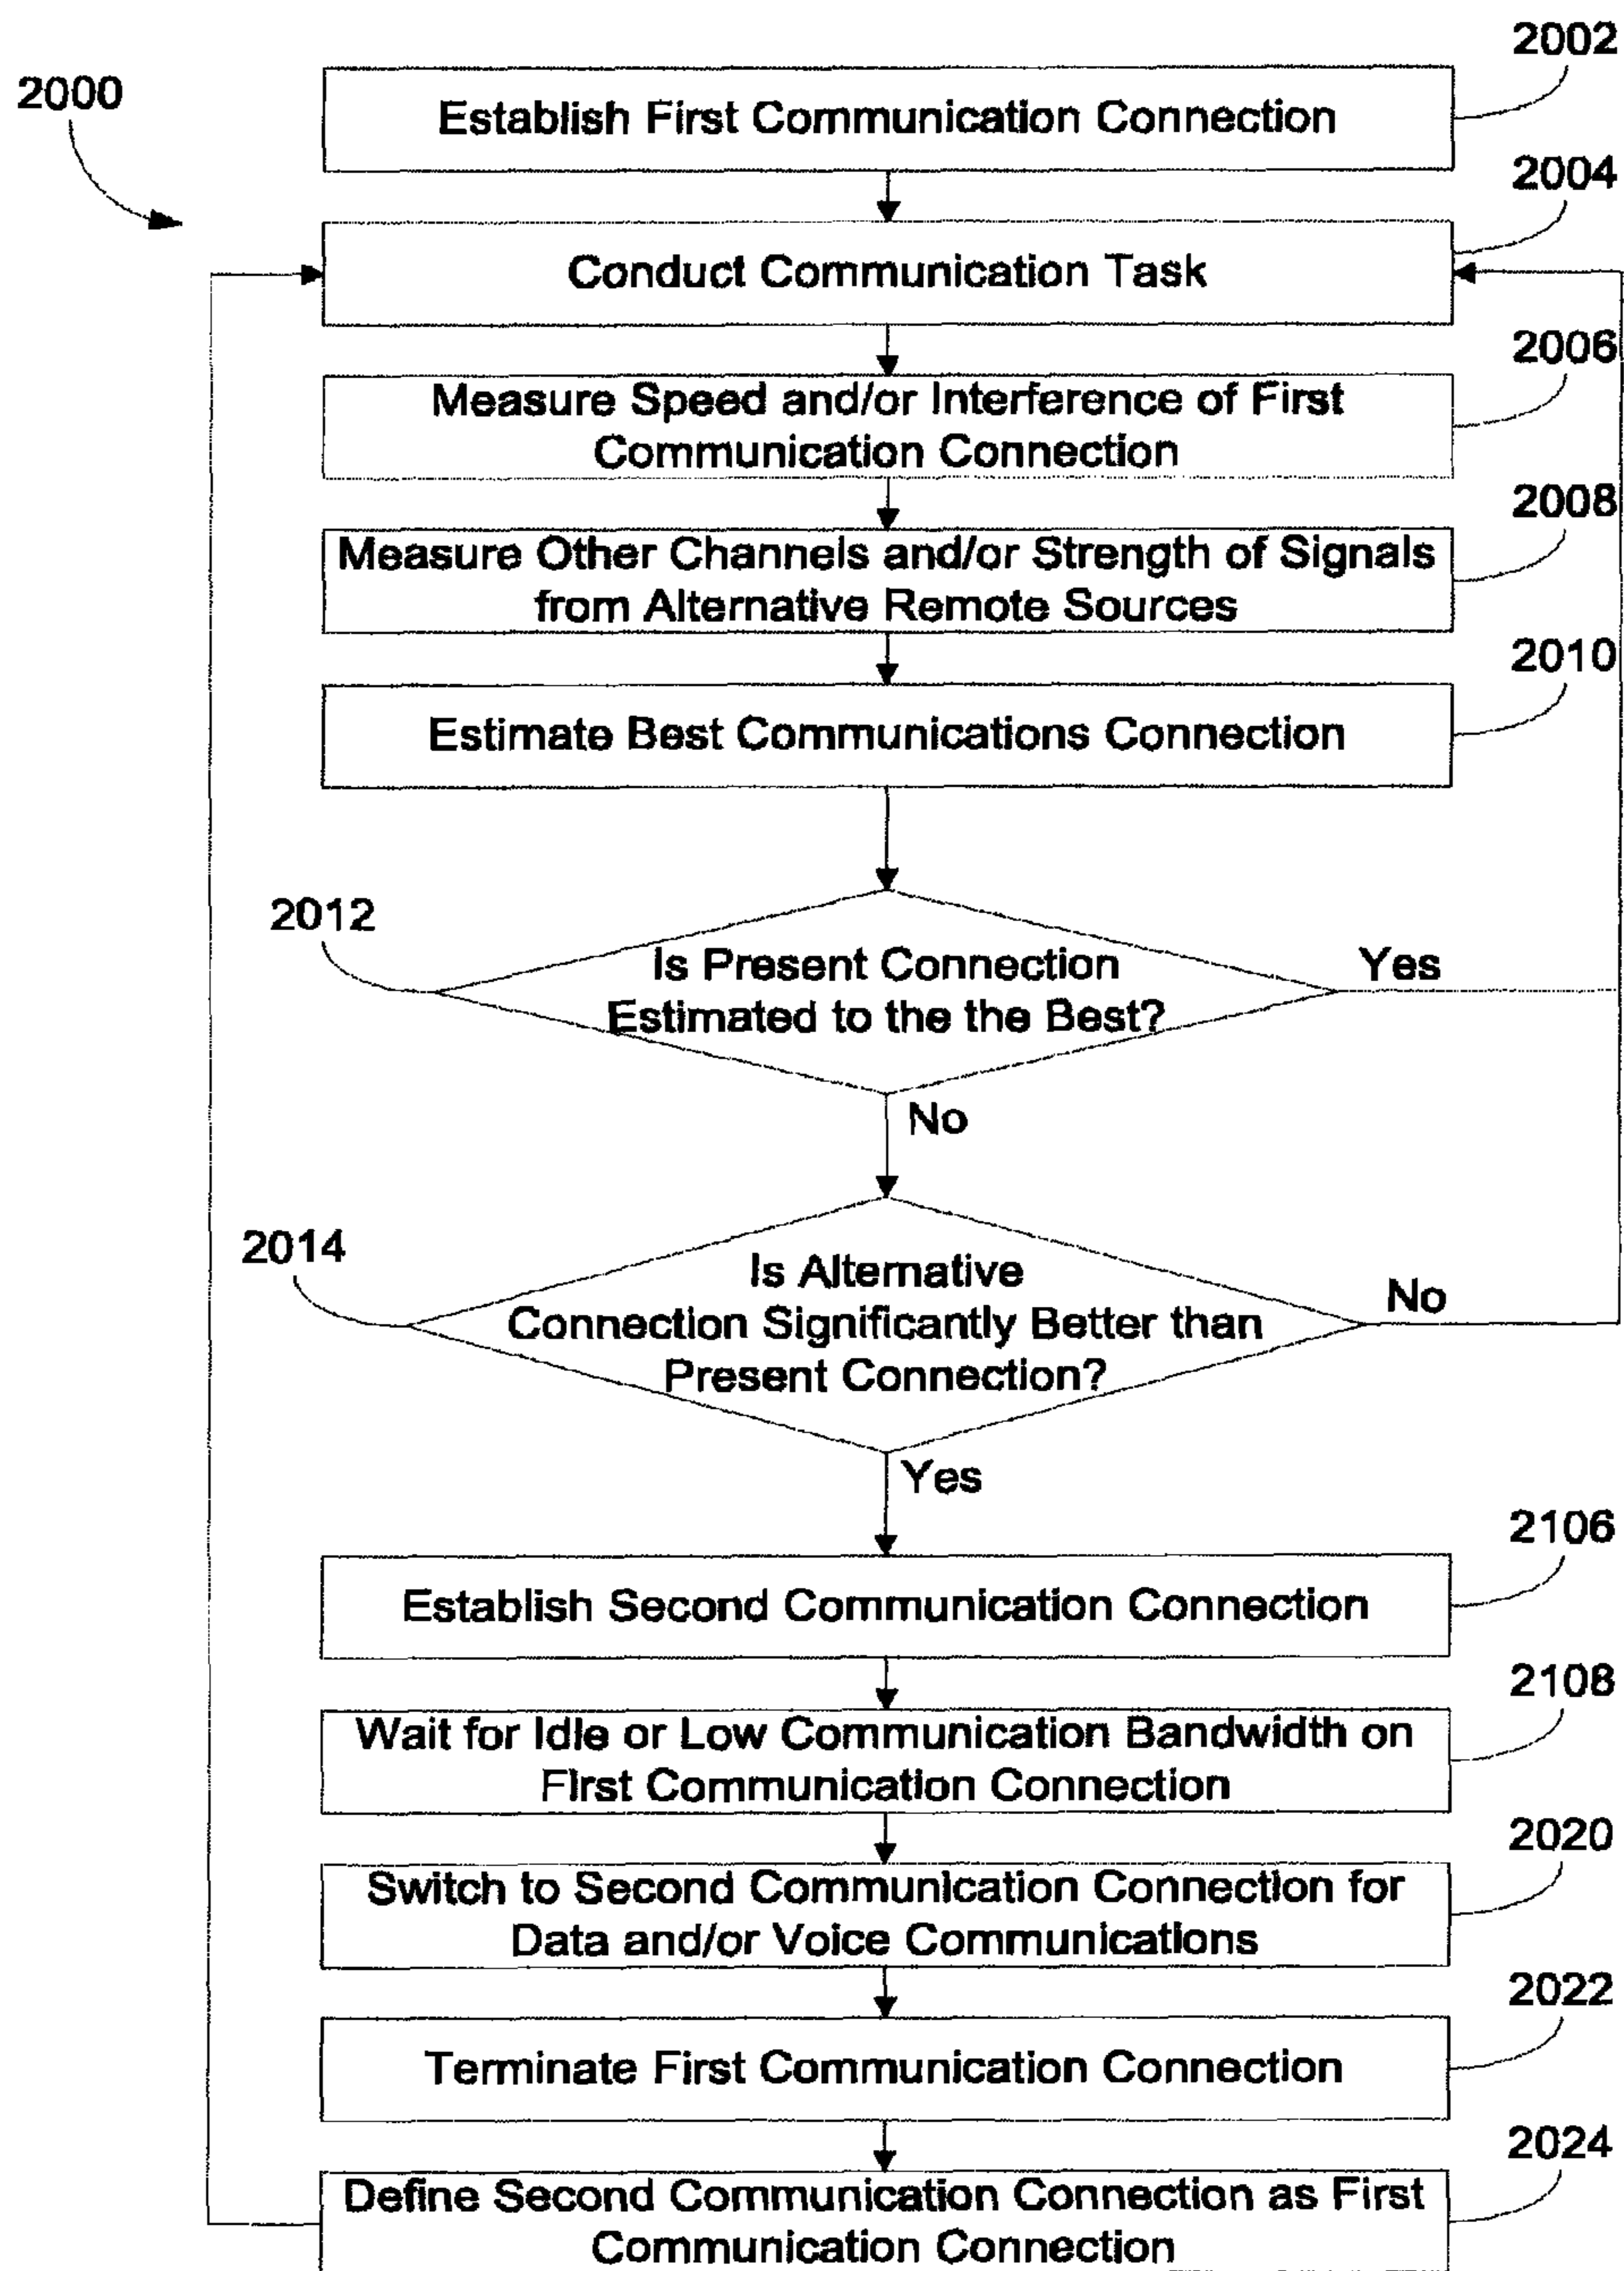 2000
2002
Establish First Communication Connection
2004
Conduct Communication Task
2006
Measure Speed and/or Interference of First
Communication Connection
2008
Measure Other Channels and/or Strength of Signals
from Alternative Remote Sources
2010
Estimate Best Communications Connection
2012
Is Present Connection
Estimated to the the Best?
Yes
No
2014
Is Alternative
Connection Significantly Better than
Present Connection?
No
Yes
2106
Establish Second Communication Connection
2108
Wait for Idle or Low Communication Bandwidth on
First Communication Connection
2020
Switch to Second Communication Connection for
Data and/or Voice Communications
2022
Terminate First Communication Connection
2024
Define Second Communication Connection as First
Communication Connection